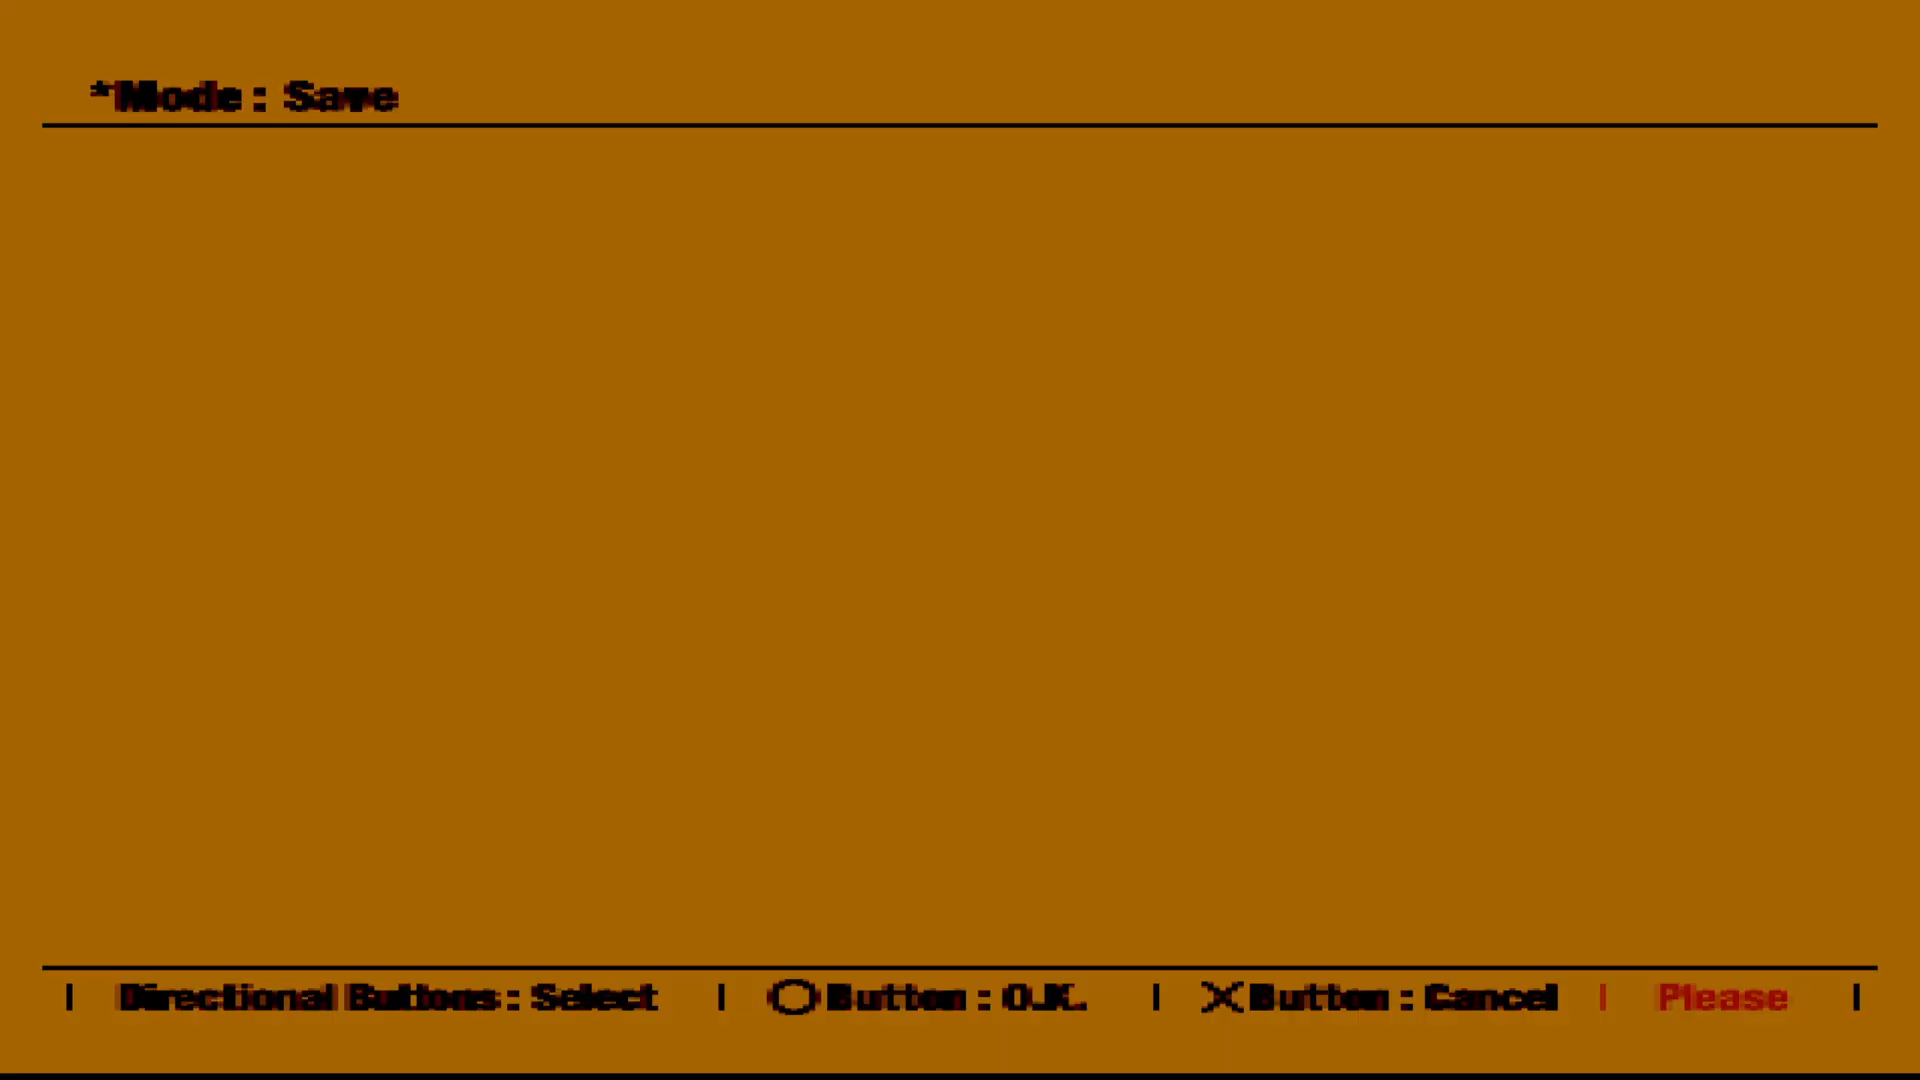 *Mode: Save
| Directional Buttons: Select | ○Button: O.K. | ×Button: Cancel | Please |